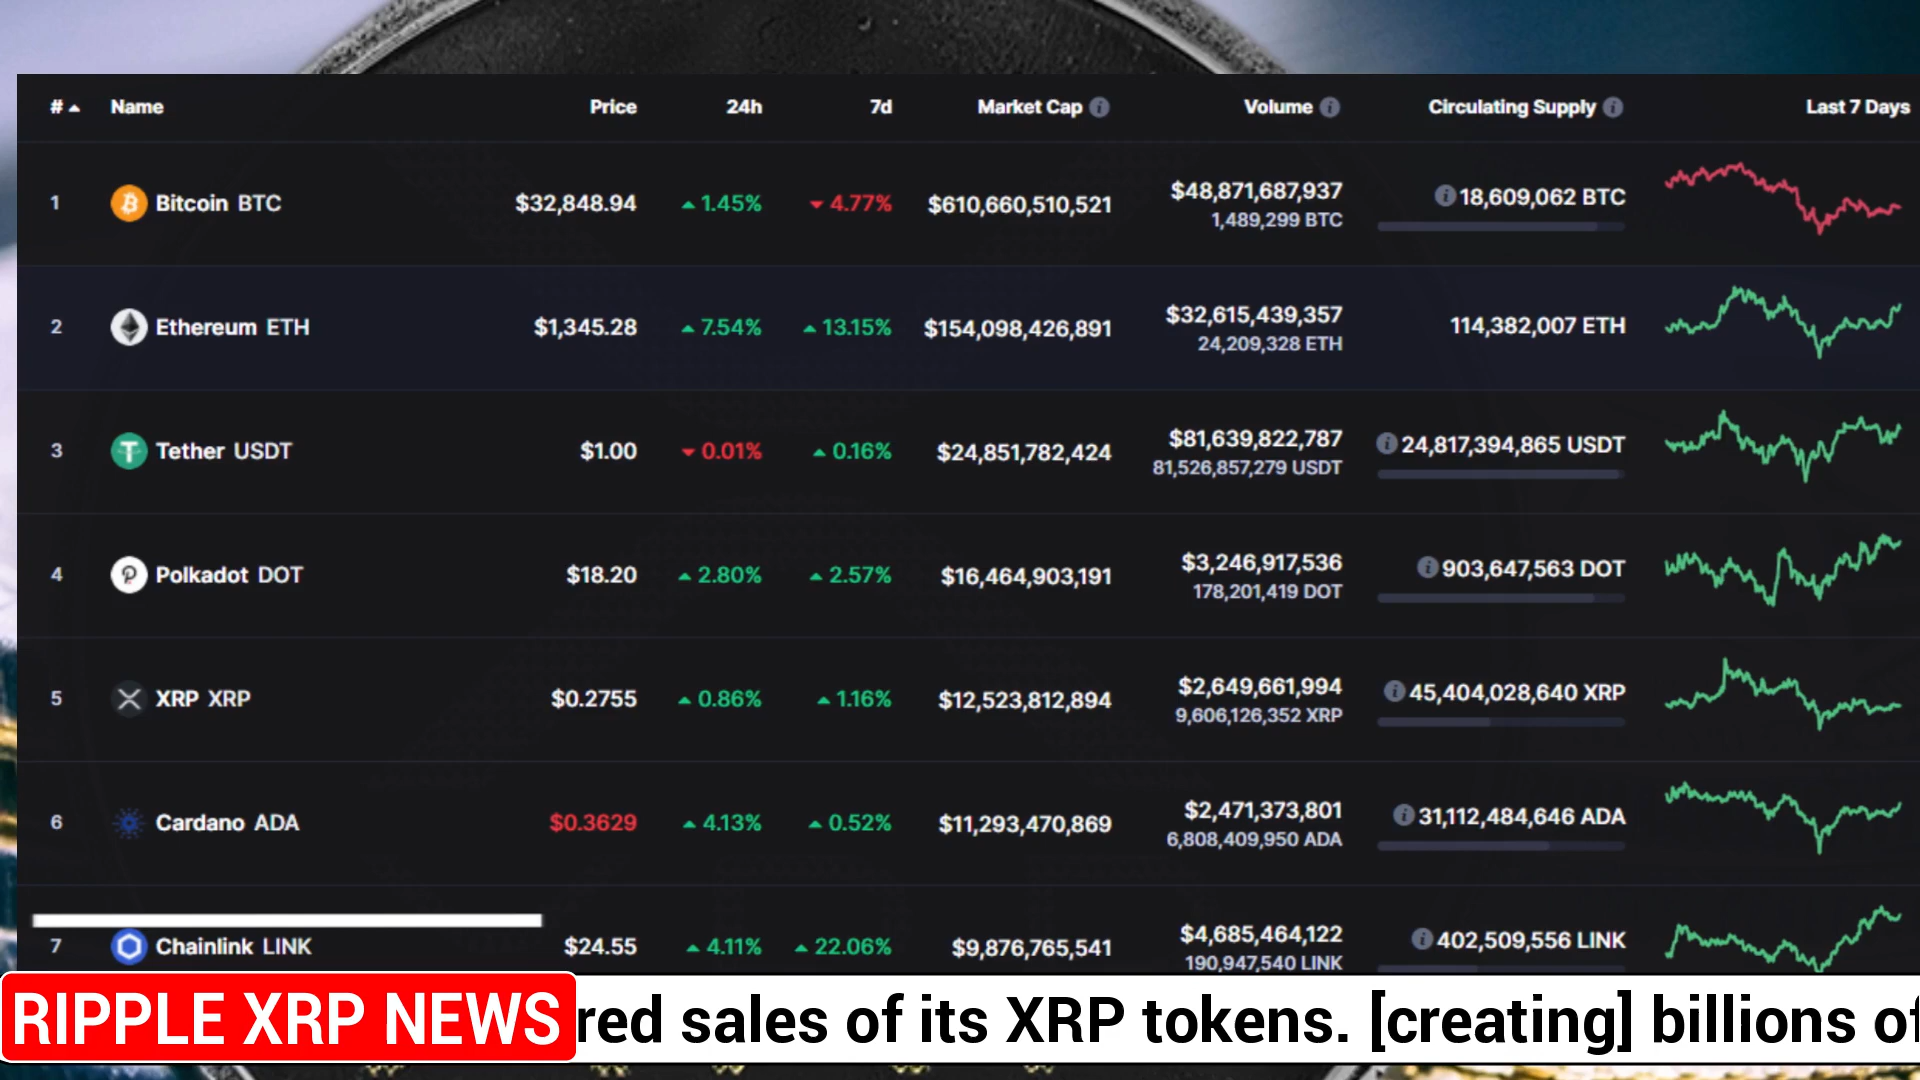 # Name Price 24h 7d Market Cap Volume Circulating Supply Last 7 Days
1 Bitcoin BTC $32,848.94 1.45% 4.77% $610,660,510,521 $48,871,687,937 18,609,062 BTC
1,489,299 BTC
2 Ethereum ETH $1,345.28 7.54% 13.15% $154,098,426,891 $32,615,439,357 114,382,007 ETH
24,209,328 ETH
3 Tether USDT $1.00 0.01% 0.16% $24,851,782,424 $81,639,822,787 24,817,394,865 USDT
81,526,857,279 USDT
4 Polkadot DOT $18.20 2.80% 2.57% $16,464,903,191 $3,246,917,536 903,647,563 DOT
178,201,419 DOT
5 XRP XRP $0.2755 0.86% 1.16% $12,523,812,894 $2,649,661,994 45,404,028,640 XRP
9,606,126,352 XRP
6 Cardano ADA $0.3629 4.13% 0.52% $11,293,470,869 $2,471,373,801 31,112,484,646 ADA
6,808,409,950 ADA
7 Chainlink LINK $24.55 4.11% 22.06% $9,876,765,541 $4,685,464,122 402,509,556 LINK
190,947,540 LINK
RIPPLE XRP NEWS red sales of its XRP tokens. [creating] billions of